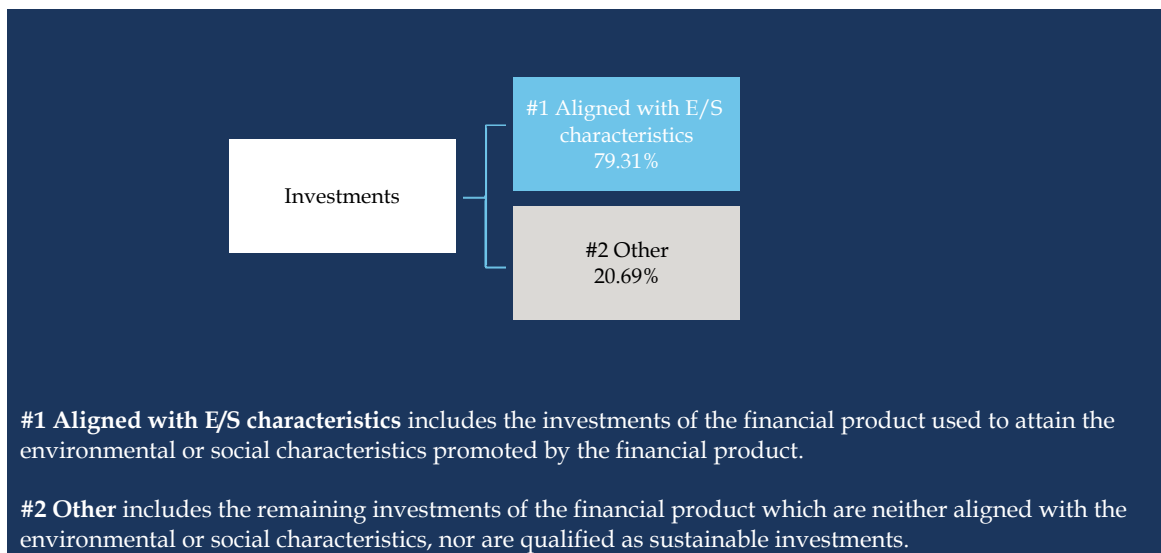 #1 Aligned with E/S
characteristics
79.31%
Investments
#2 Other
20.69%
#1 Aligned with E/S characteristics includes the investments of the financial product used to attain the
environmental or social characteristics promoted by the financial product.
#2 Other includes the remaining investments of the financial product which are neither aligned with the
environmental or social characteristics, nor are qualified as sustainable investments.